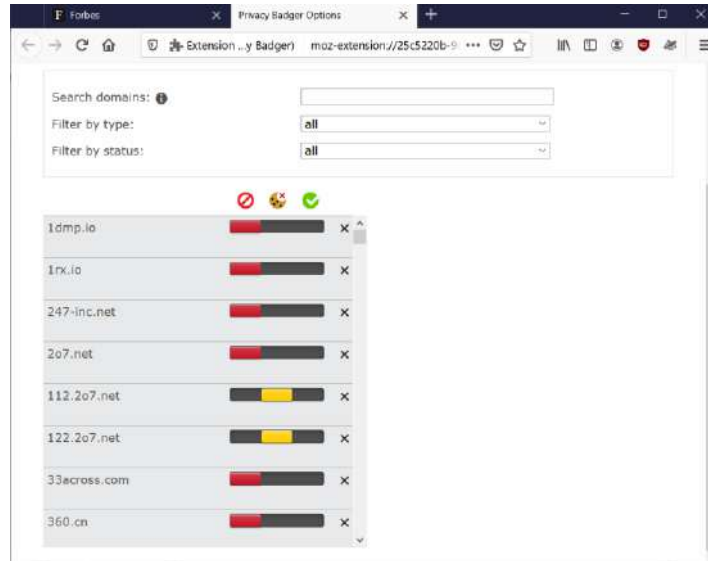 Forbes
Privacy Badger Options
Extension ...y Badger) moz-extension://25c5220b-9
Search domains:
Filter by type: all
Filter by status: all
1dmp.io
1rx.io
247-inc.net
2o7.net
112.2o7.net
122.2o7.net
33across.com
360.cn